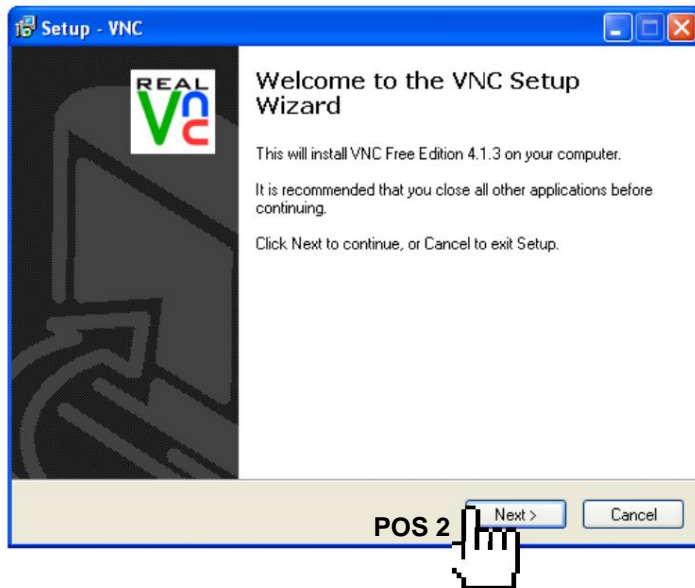 Setup - VNC
REAL
VNC
Welcome to the VNC Setup
Wizard
This will install VNC Free Edition 4.1.3 on your computer.
It is recommended that you close all other applications before
continuing.
Click Next to continue, or Cancel to exit Setup.
POS 2
Next >
Cancel